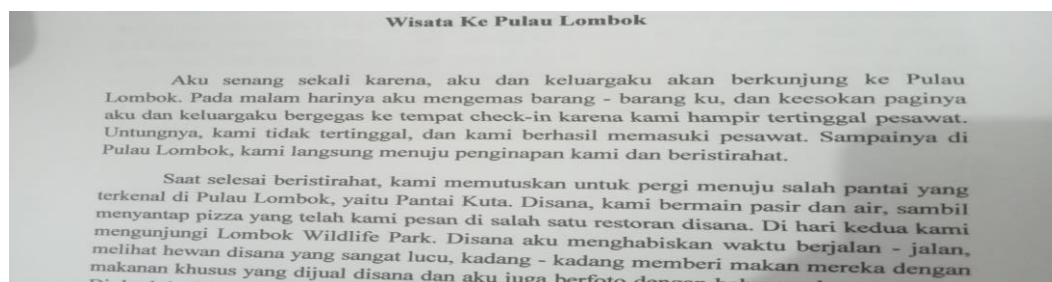 Wisata Ke Pulau Lombok
Aku senang sekali karena, aku dan keluargaku akan berkunjung ke Pulau
Lombok. Pada malam harinya aku mengemas barang - barang ku, dan keesokan paginya
aku dan keluargaku bergegas ke tempat check-in karena kami hampir tertinggal pesawat.
Untungnya, kami tidak tertinggal, dan kami berhasil memasuki pesawat. Sampainya di
Pulau Lombok, kami langsung menuju penginapan kami dan beristirahat.
Saat selesai beristirahat, kami memutuskan untuk pergi menuju salah pantai yang
terkenal di Pulau Lombok, yaitu Pantai Kuta. Disana, kami bermain pasir dan air, sambil
menyantap pizza yang telah kami pesan di salah satu restoran disana. Di hari kedua kami
mengunjungi Lombok Wildlife Park. Disana aku menghabiskan waktu berjalan - jalan,
melihat hewan disana yang sangat lucu, kadang - kadang memberi makan mereka dengan
makanan khusus yang dijual disana dan aku juga berfoto dengan